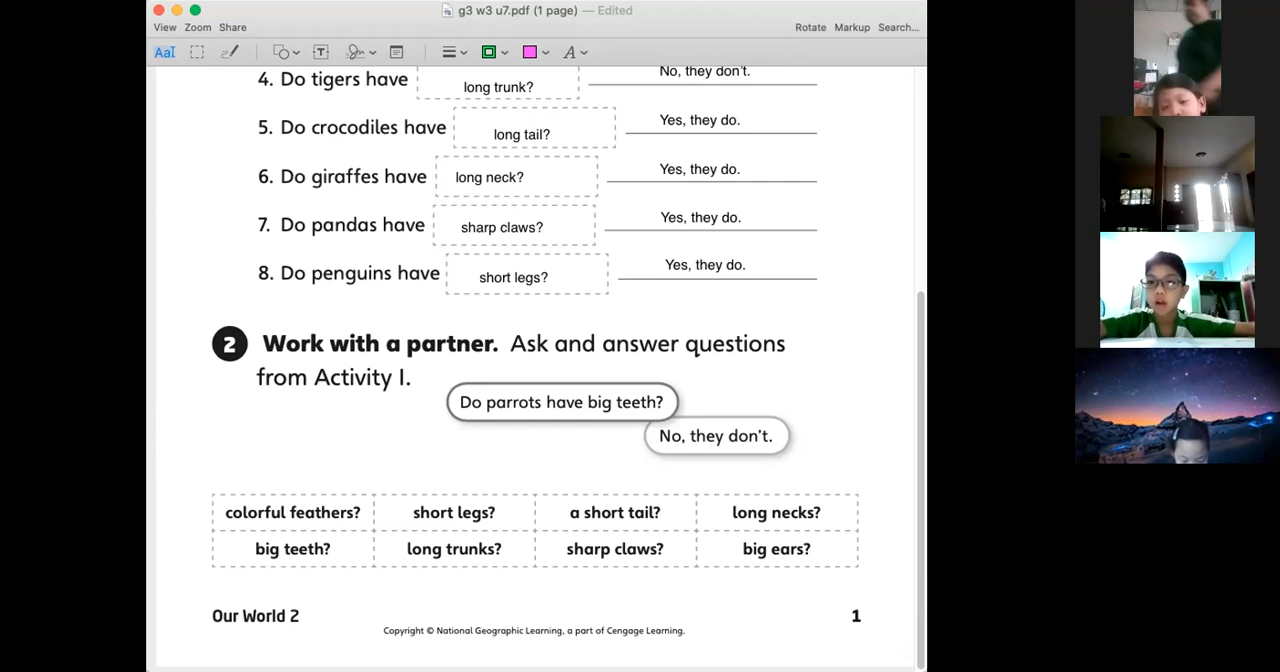 g3 w3 u7.pdf (1 page) — Edited
View Zoom Share Rotate Markup Search...
AaI T A
4. Do tigers have long trunk? No, they don't.
5. Do crocodiles have long tail? Yes, they do.
6. Do giraffes have long neck? Yes, they do.
7. Do pandas have sharp claws? Yes, they do.
8. Do penguins have short legs? Yes, they do.
2 Work with a partner. Ask and answer questions
from Activity 1.
Do parrots have big teeth?
No, they don't.
colorful feathers? short legs? a short tail? long necks?
big teeth? long trunks? sharp claws? big ears?
Our World 2 1
Copyright © National Geographic Learning, a part of Cengage Learning.